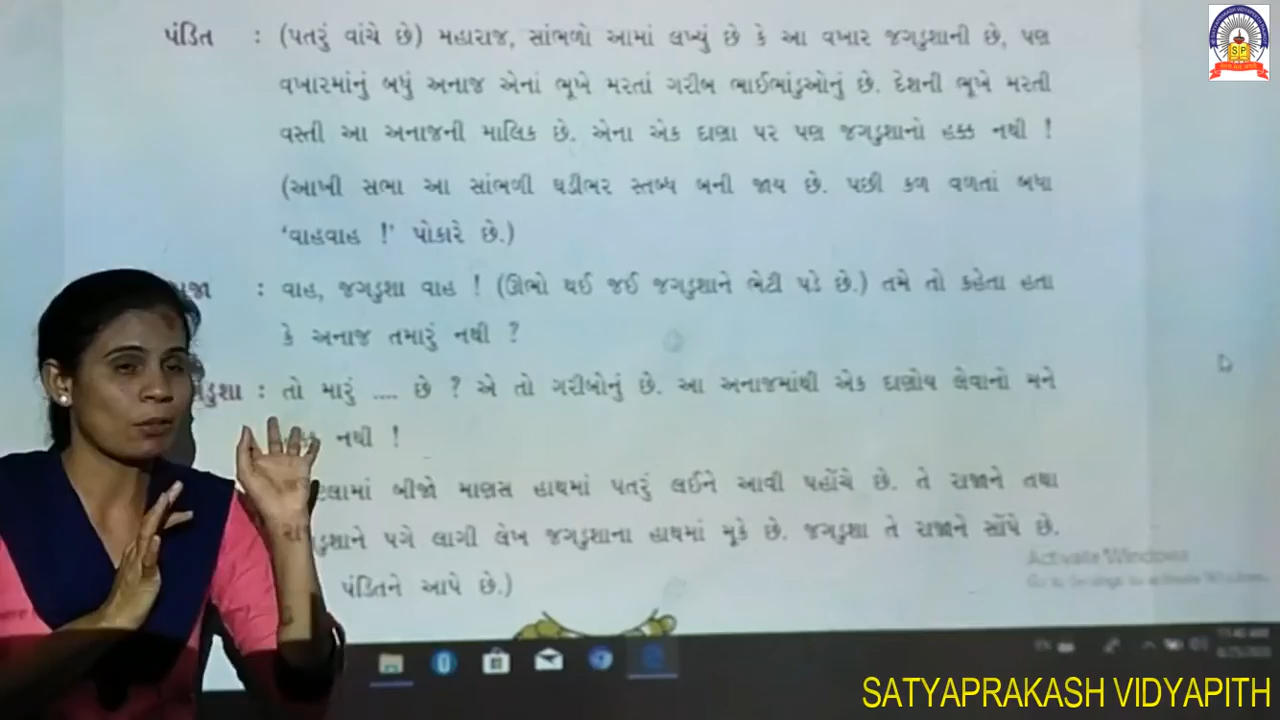 પંડિત : (પતરું વાંચે છે) મહારાજ, સાંભળો આમાં લખ્યું છે કે આ વખાર જગડુશાની છે, પણ
વખારમાંનું બધું અનાજ એનાં ભૂખે મરતાં ગરીબ ભાઈભાંડુઓનું છે. દેશની ભૂખે મરતી
વસ્તી આ અનાજની માલિક છે. એના એક દાણા પર પણ જગડુશાનો હક્ક નથી !
(આખી સભા આ સાંભળી ઘડીભર સ્તબ્ધ બની જાય છે. પછી કળ વળતાં બધા
‘વાહવાહ !’ પોકારે છે.)
: વાહ, જગડુશા વાહ ! (ઊભો થઈ જઈ જગડુશાને ભેટી પડે છે.) તમે તો કહેતા હતા
કે અનાજ તમારું નથી ?
: તો મારું .... છે ? એ તો ગરીબોનું છે. આ અનાજમાંથી એક દાણોય લેવાનો મને
નથી !
બીજો માણસ હાથમાં પતરું લઈને આવી પહોંચે છે. તે રાજાને તથા
પગે લાગી લેખ જગડુશાના હાથમાં મૂકે છે. જગડુશા તે રાજાને સોંપે છે.
પંડિતને આપે છે.)
Activate Windows
SP
SATYAPRAKASH VIDYAPITH